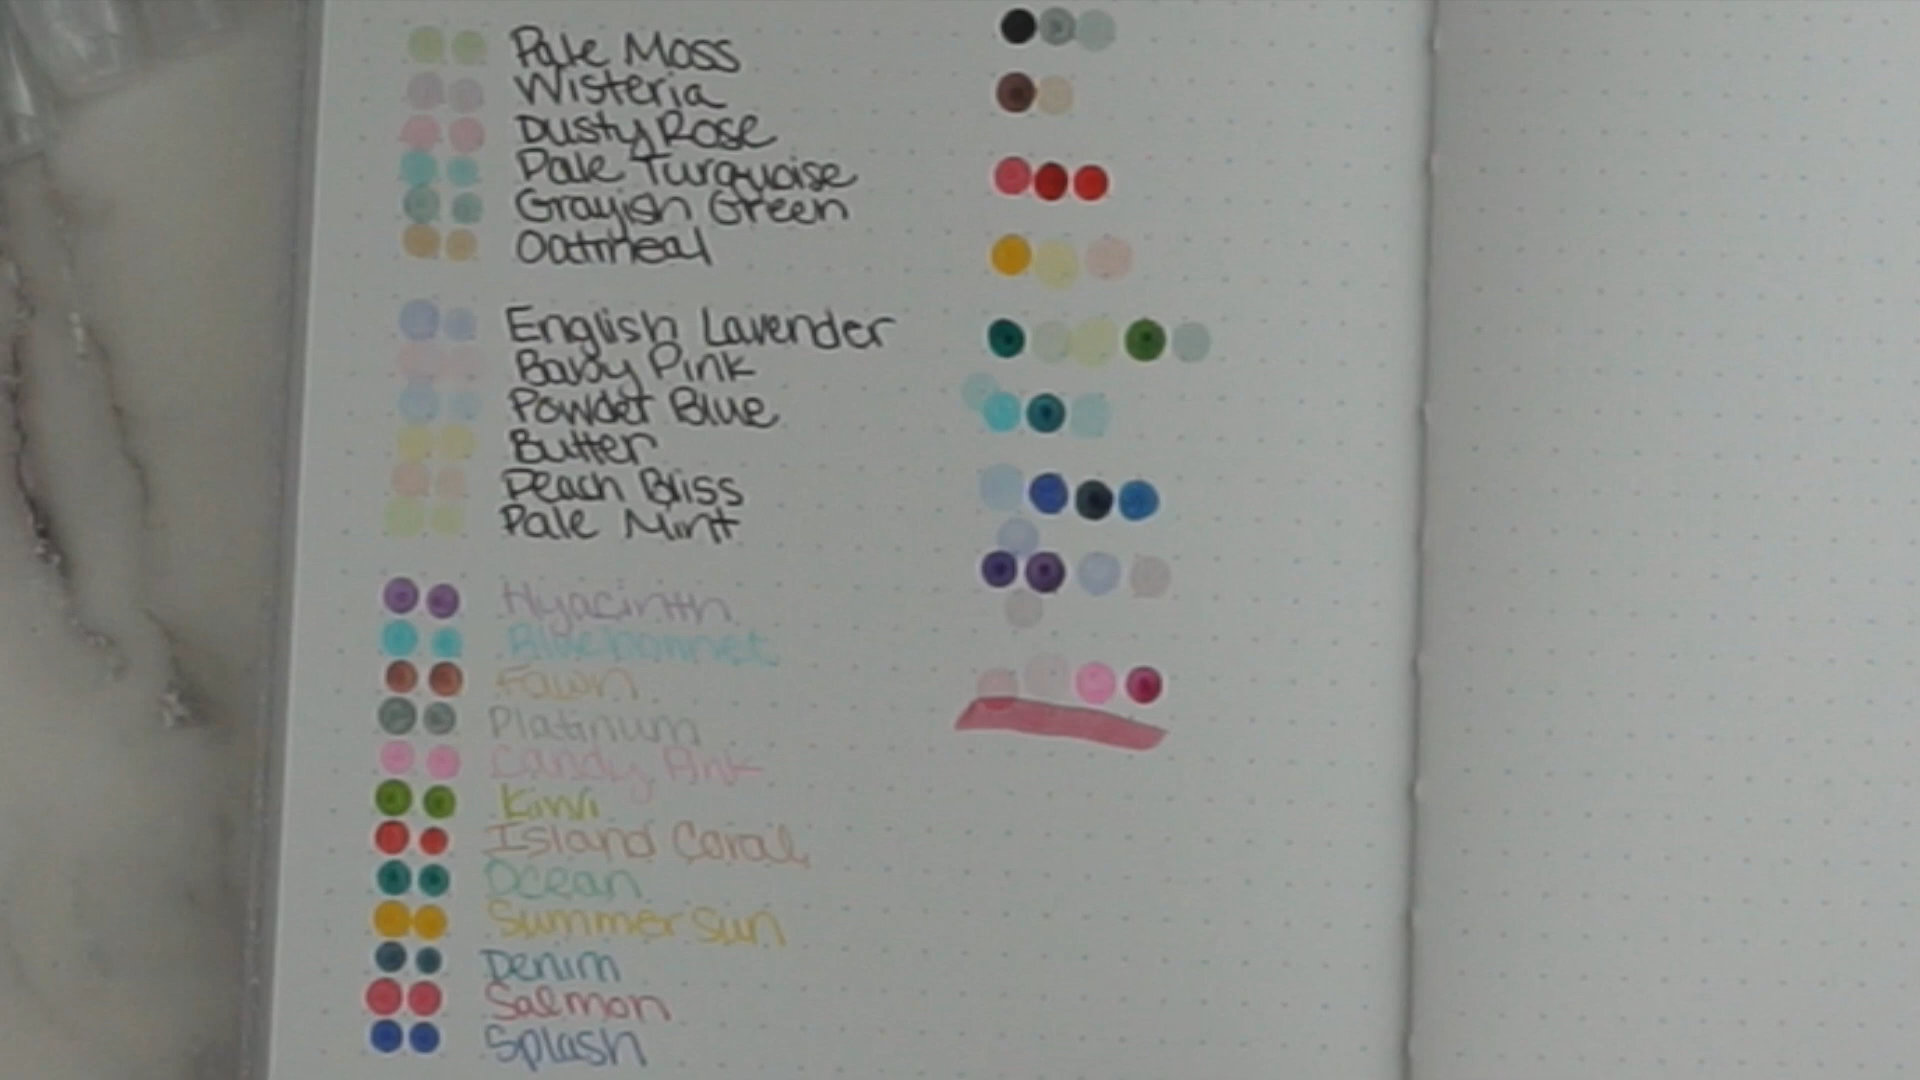 Pale Moss
Wisteria
Dusty Rose
Pale Turquoise
Grayish Green
Oatmeal
English Lavender
Baby Pink
Powder Blue
Butter
Peach Bliss
Pale Mint
Hyacinth
Bluebonnet
Fawn
Platinum
Candy Pink
Kiwi
Island Coral
Ocean
Summer Sun
Denim
Salmon
Splash